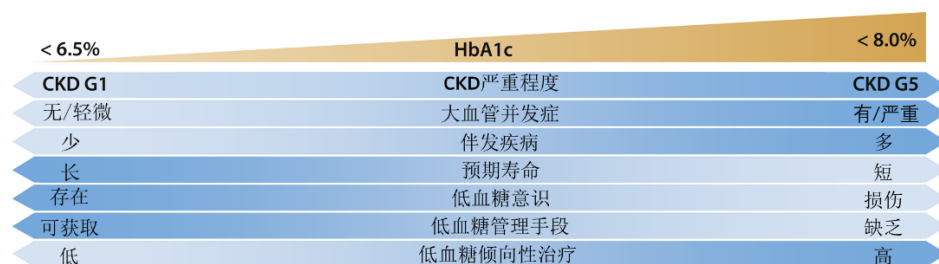 < 6.5% HbA1c < 8.0%
CKD G1 CKD严重程度 CKD G5
无/轻微 大血管并发症 有/严重
少 伴发疾病 多
长 预期寿命 短
存在 低血糖意识 损伤
可获取 低血糖管理手段 缺乏
低 低血糖倾向性治疗 高